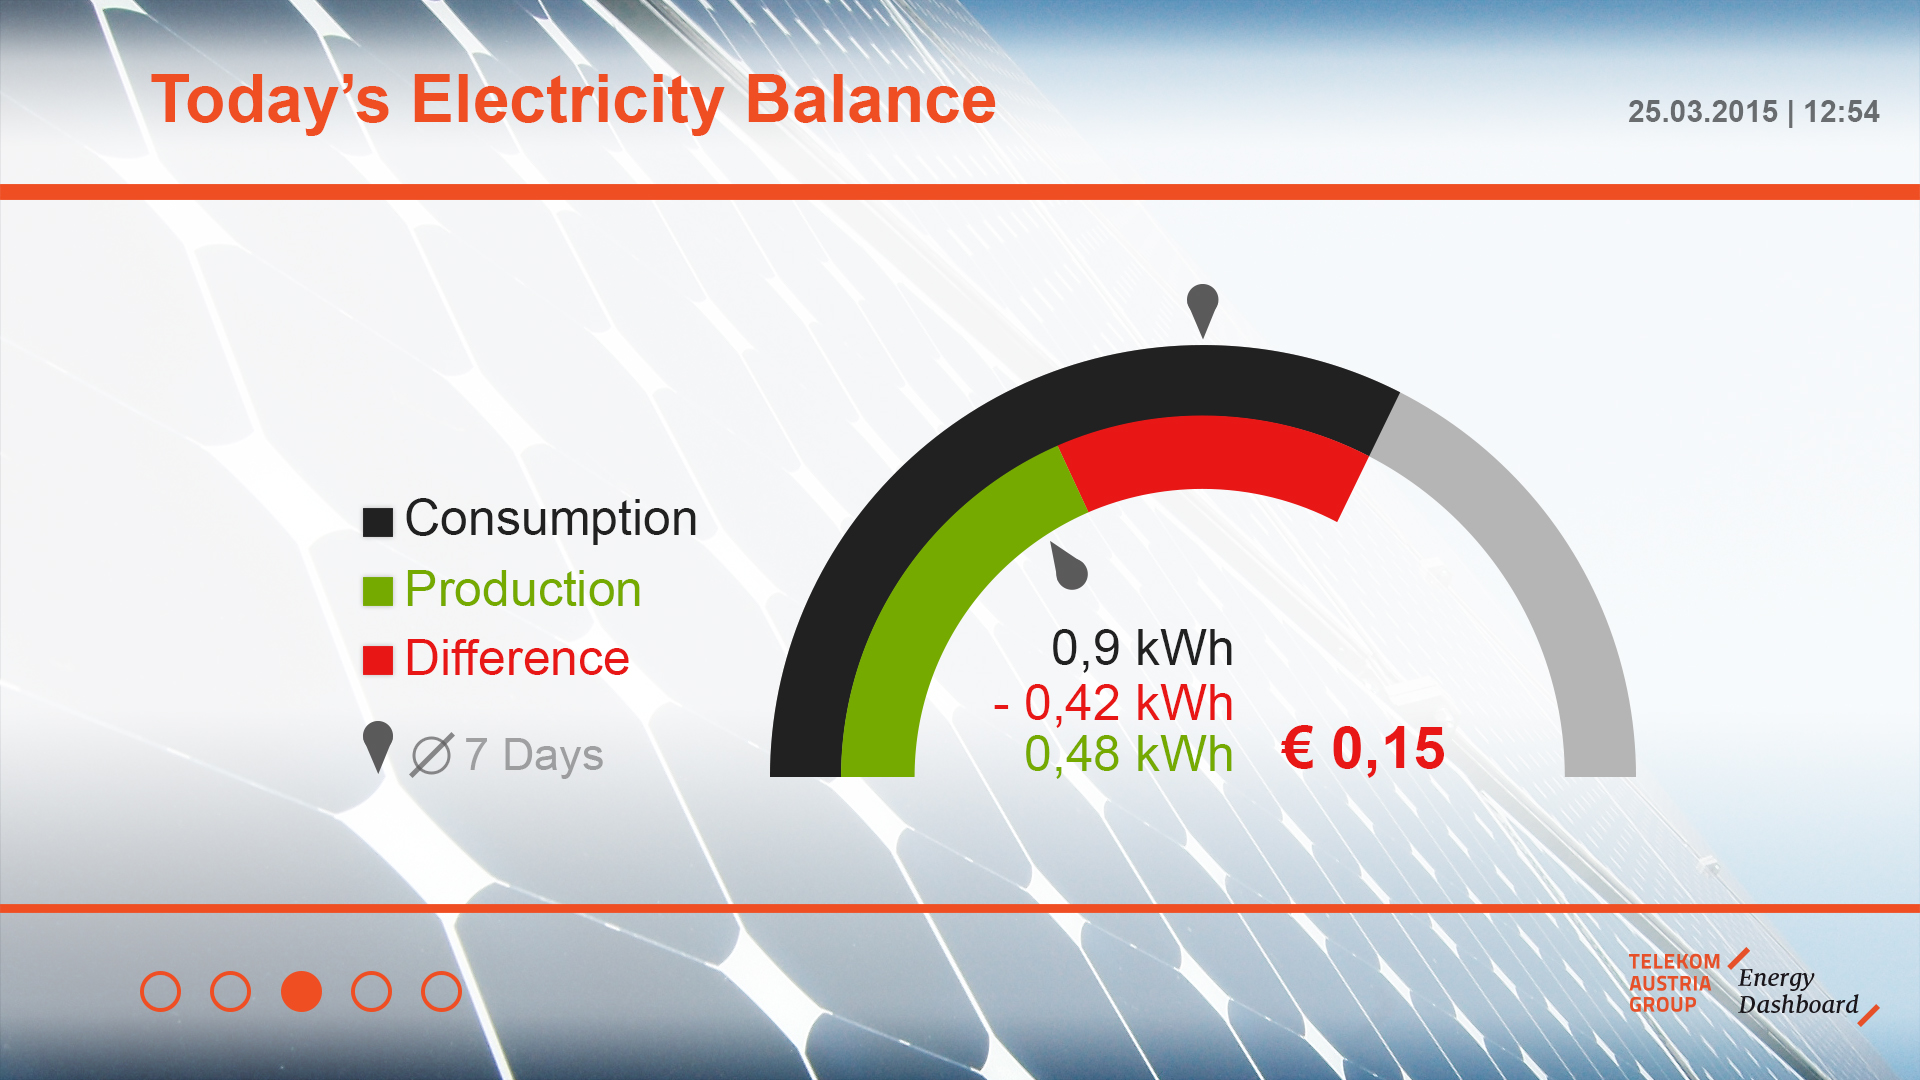 Today’s Electricity Balance
25.03.2015 | 12:54
Consumption
Production
Difference
Ø 7 Days
0,9 kWh
- 0,42 kWh
0,48 kWh
€ 0,15
TELEKOM
AUSTRIA
GROUP
Energy
Dashboard